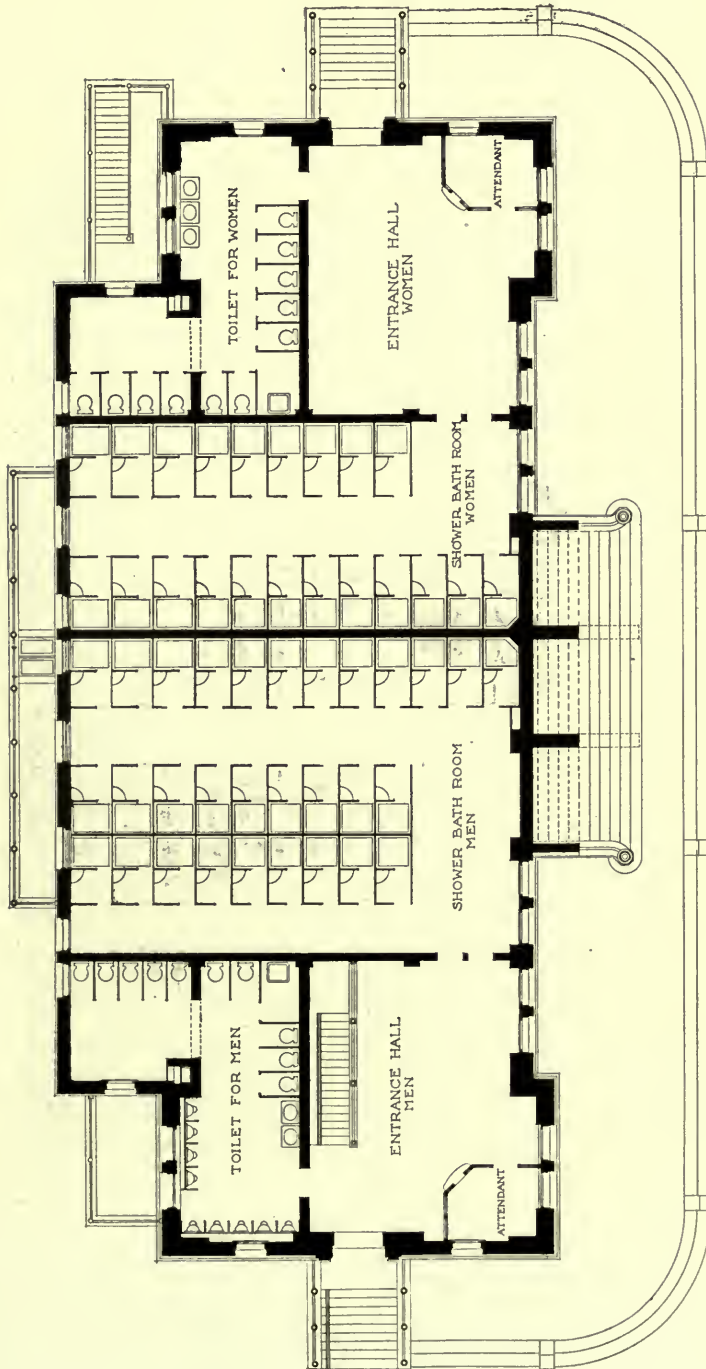 TOILET FOR MEN
ENTRANCE HALL
MEN
ATTENDANT
SHOWER BATH ROOM
MEN
SHOWER BATH ROOM
WOMEN
TOILET FOR WOMEN
ENTRANCE HALL
WOMEN
ATTENDANT